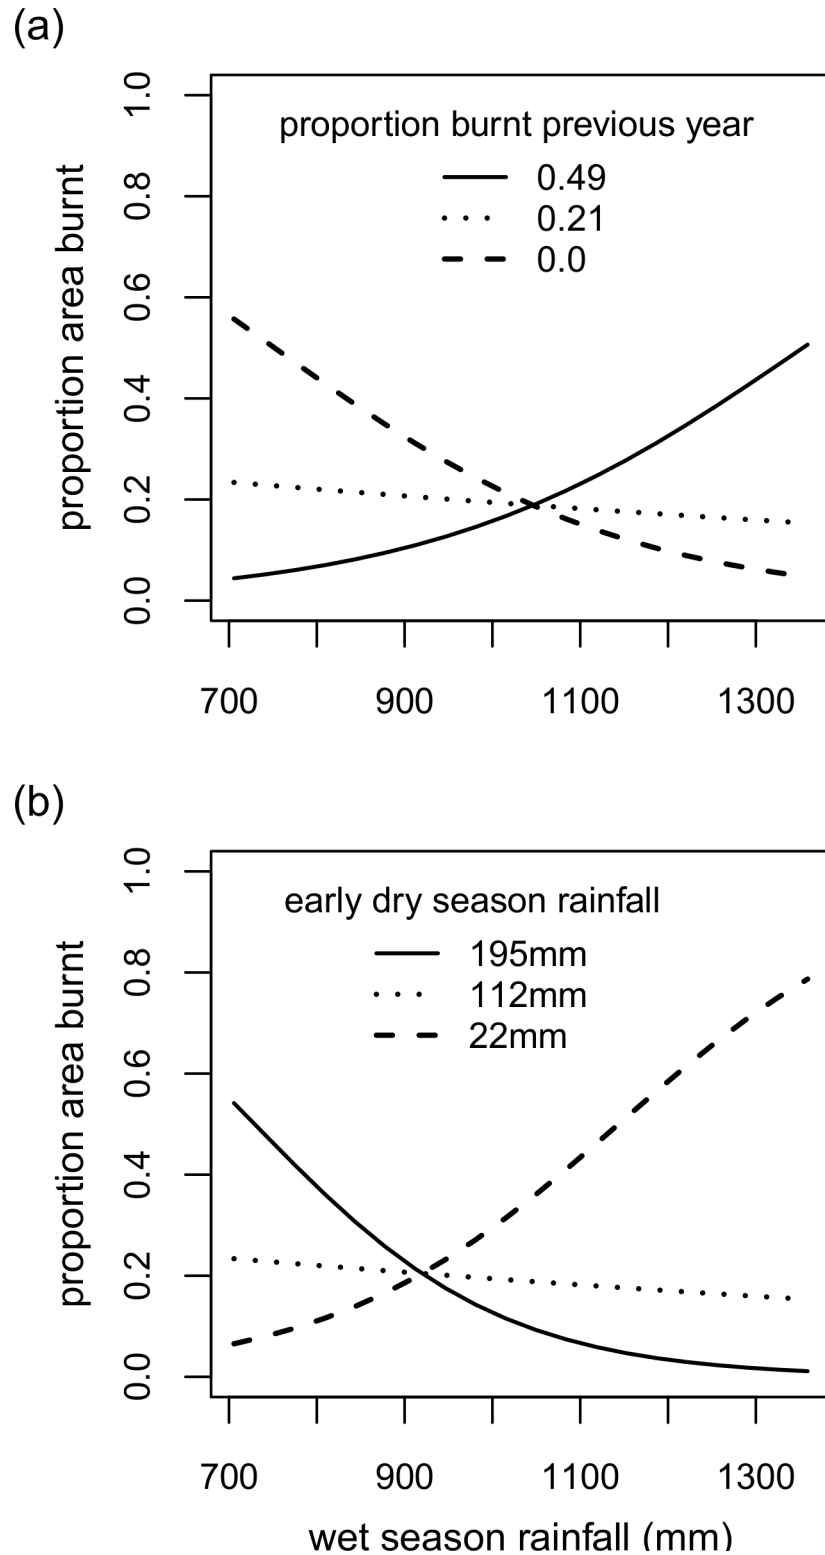 (a)
proportion area burnt
1.0
0.8
0.6
0.4
0.2
0.0
proportion burnt previous year
0.49
0.21
0.0
700 900 1100 1300
(b)
proportion area burnt
1.0
0.8
0.6
0.4
0.2
0.0
early dry season rainfall
195mm
112mm
22mm
700 900 1100 1300
wet season rainfall (mm)